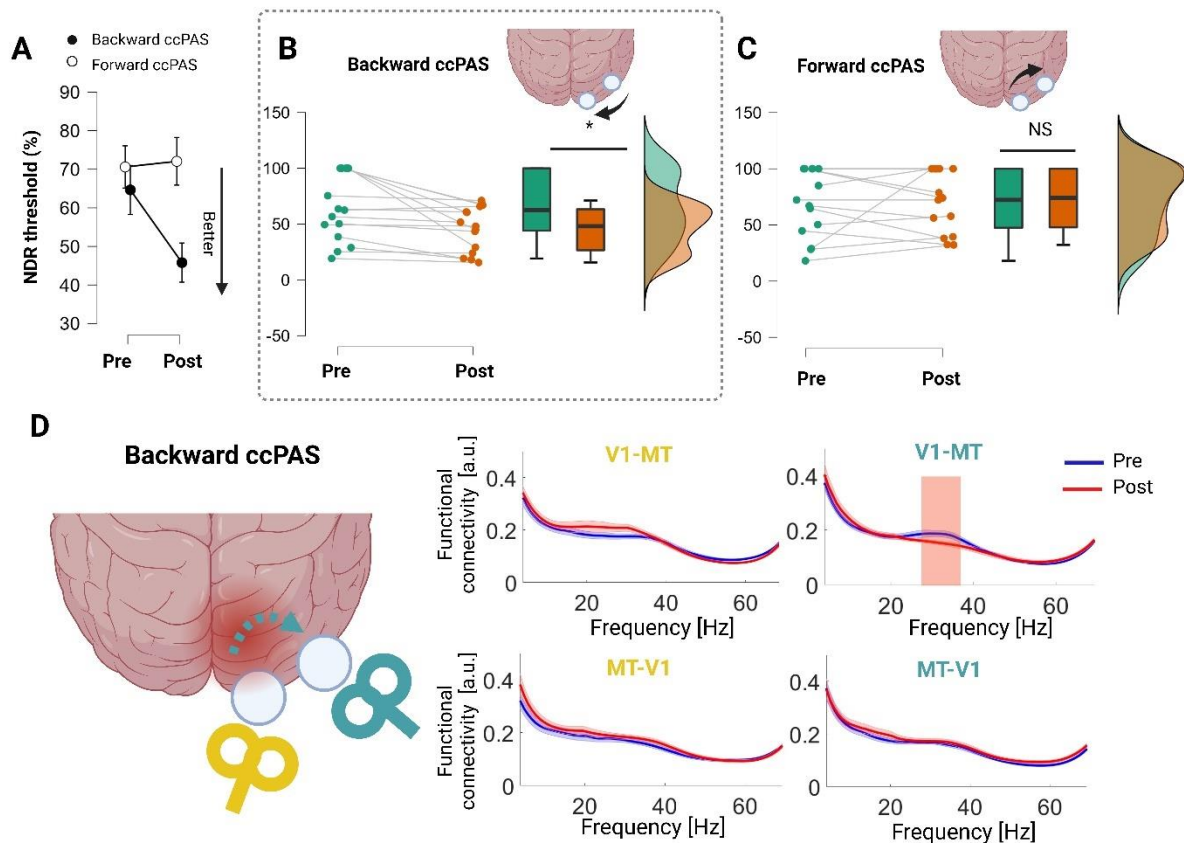 A
Backward ccPAS
Forward ccPAS
NDR threshold (%)
90
80
70
60
50
40
30
Better
Pre
Post
B
Backward ccPAS
150
100
50
0
-50
*
Pre
Post
C
Forward ccPAS
150
100
50
0
-50
NS
Pre
Post
D
Backward ccPAS
V1-MT
Functional
connectivity [a.u.]
0.4
0.2
0
20
40
60
Frequency [Hz]
V1-MT
0.4
0.2
0
20
40
60
Frequency [Hz]
Pre
Post
MT-V1
Functional
connectivity [a.u.]
0.4
0.2
0
20
40
60
Frequency [Hz]
MT-V1
0.4
0.2
0
20
40
60
Frequency [Hz]